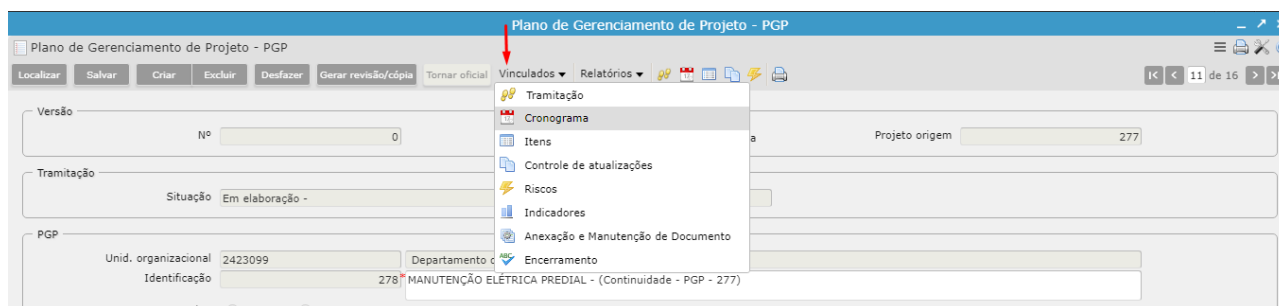 Plano de Gerenciamento de Projeto - PGP
Plano de Gerenciamento de Projeto - PGP
Localizar Salvar Criar Excluir Desfazer Gerar revisão/cópia Tornar oficial Vinculados Relatórios 11 de 16
Tramitação
Versão
Cronograma
Nº 0 a Projeto origem 277
Itens
Controle de atualizações
Tramitação
Riscos
Situação Em elaboração -
Indicadores
PGP
Anexação e Manutenção de Documento
Unid. organizacional 2423099 Departamento
Encerramento
Identificação 278* MANUTENÇÃO ELÉTRICA PREDIAL - (Continuidade - PGP - 277)